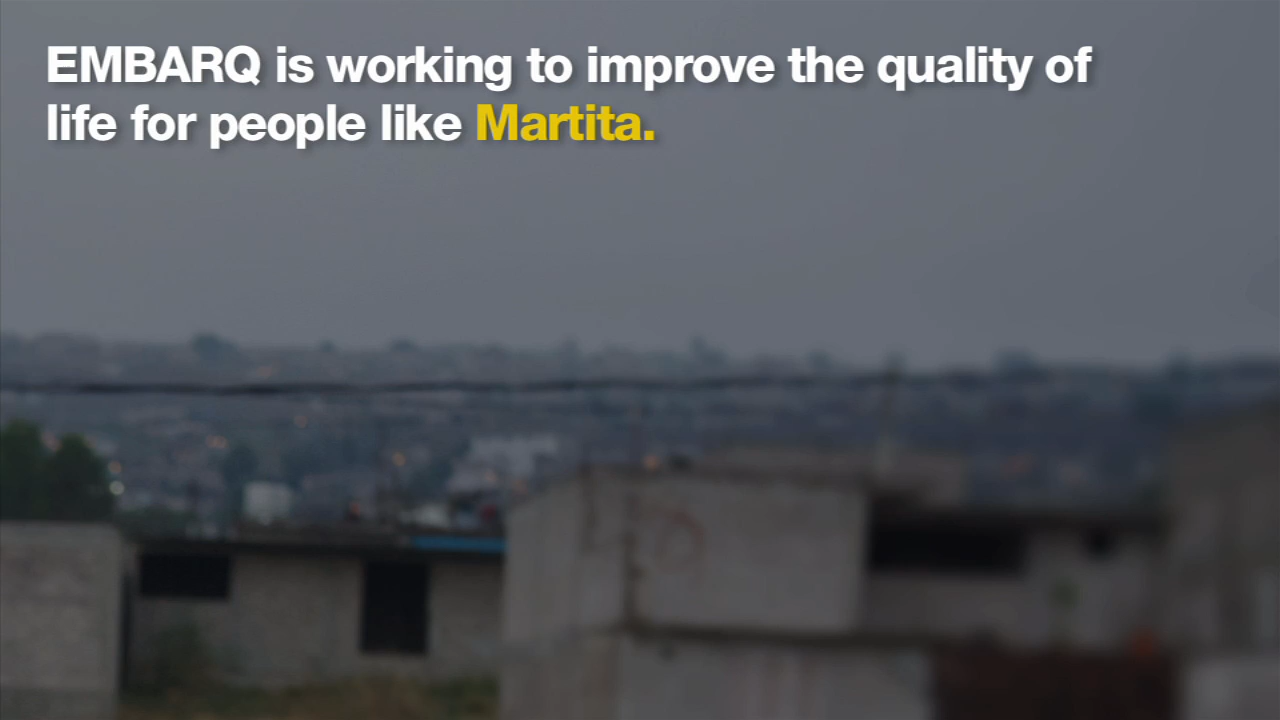 EMBARQ is working to improve the quality of
life for people like Martita.